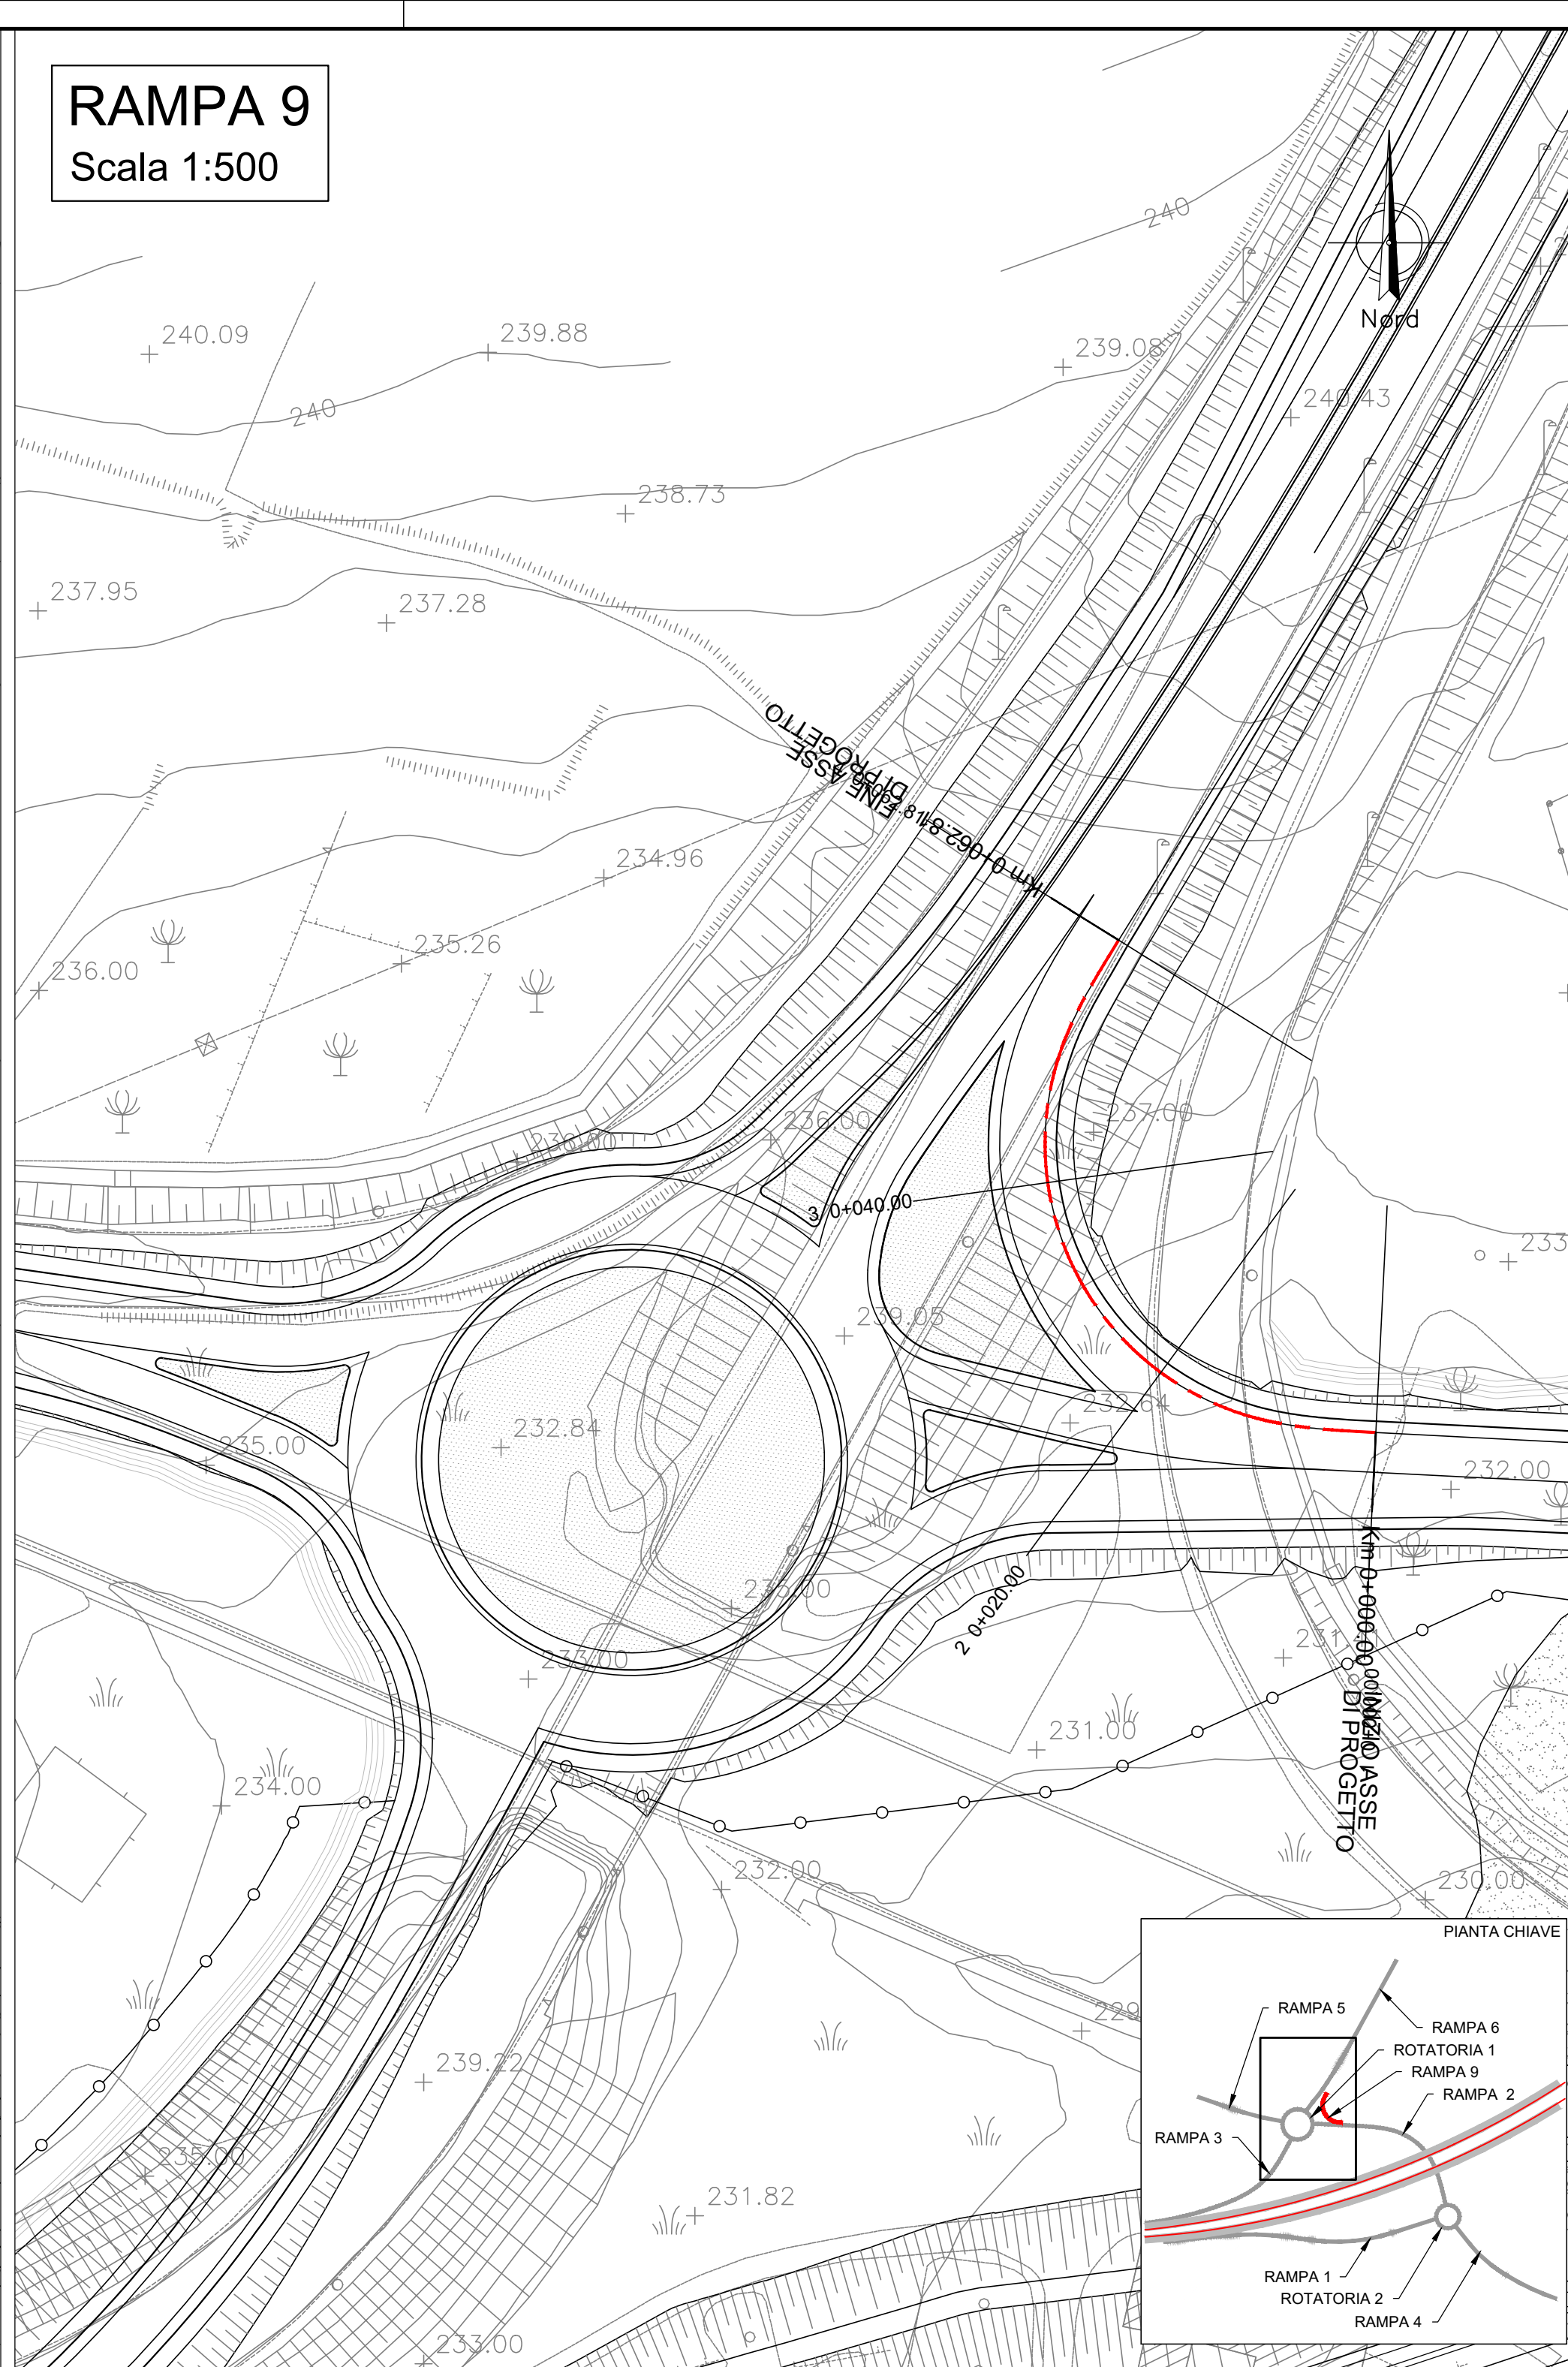 RAMPA 9
Scala 1:500
240
Nord
240.09
239.88
239.08
240
240.43
238.73
237.95
237.28
FINE ASSE
DI PROGETTO
Km 0+062.81
234.96
235.26
236.00
236.00
236.00
237.00
3 0+040.00
233
239.05
232.64
232.84
235.00
232.00
235.00
2 0+020.00
Km 0+000.00
INIZIO ASSE
DI PROGETTO
233.00
231.00
234.00
232.00
230.00
229
239.22
235.00
231.82
233.00
PIANTA CHIAVE
RAMPA 5
RAMPA 6
ROTATORIA 1
RAMPA 9
RAMPA 2
RAMPA 3
RAMPA 1
ROTATORIA 2
RAMPA 4